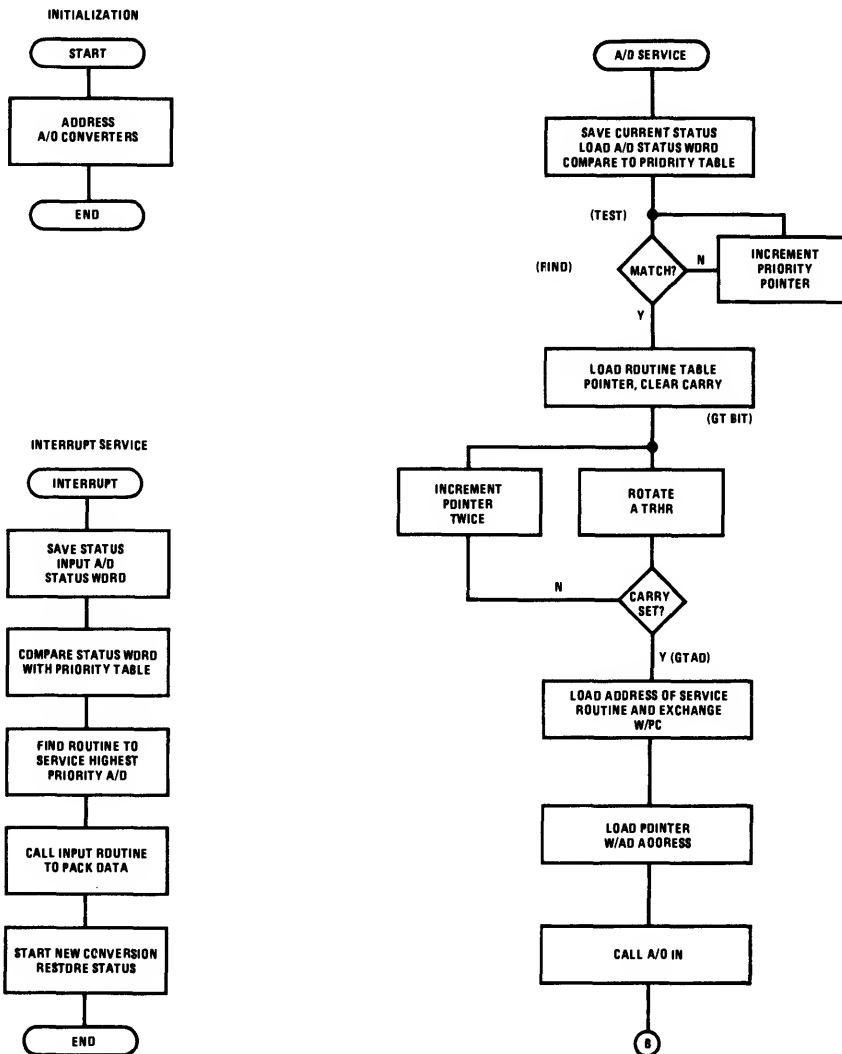 INITIALIZATION
START
ADDRESS
A/D CONVERTERS
END
INTERRUPT SERVICE
INTERRUPT
SAVE STATUS
INPUT A/D
STATUS WORD
COMPARE STATUS WORD
WITH PRIORITY TABLE
FIND ROUTINE TO
SERVICE HIGHEST
PRIORITY A/D
CALL INPUT ROUTINE
TO PACK DATA
START NEW CONVERSION
RESTORE STATUS
END
A/D SERVICE
SAVE CURRENT STATUS
LOAD A/D STATUS WORD
COMPARE TO PRIORITY TABLE
(TEST)
(FIND)
MATCH?
N
INCREMENT
PRIORITY
POINTER
Y
LOAD ROUTINE TABLE
POINTER, CLEAR CARRY
(GT BIT)
INCREMENT
POINTER
TWICE
ROTATE
A TRHR
N
CARRY
SET?
Y (GTAD)
LOAD ADDRESS OF SERVICE
ROUTINE AND EXCHANGE
W/PC
LOAD POINTER
W/AD ADDRESS
CALL A/D IN
B